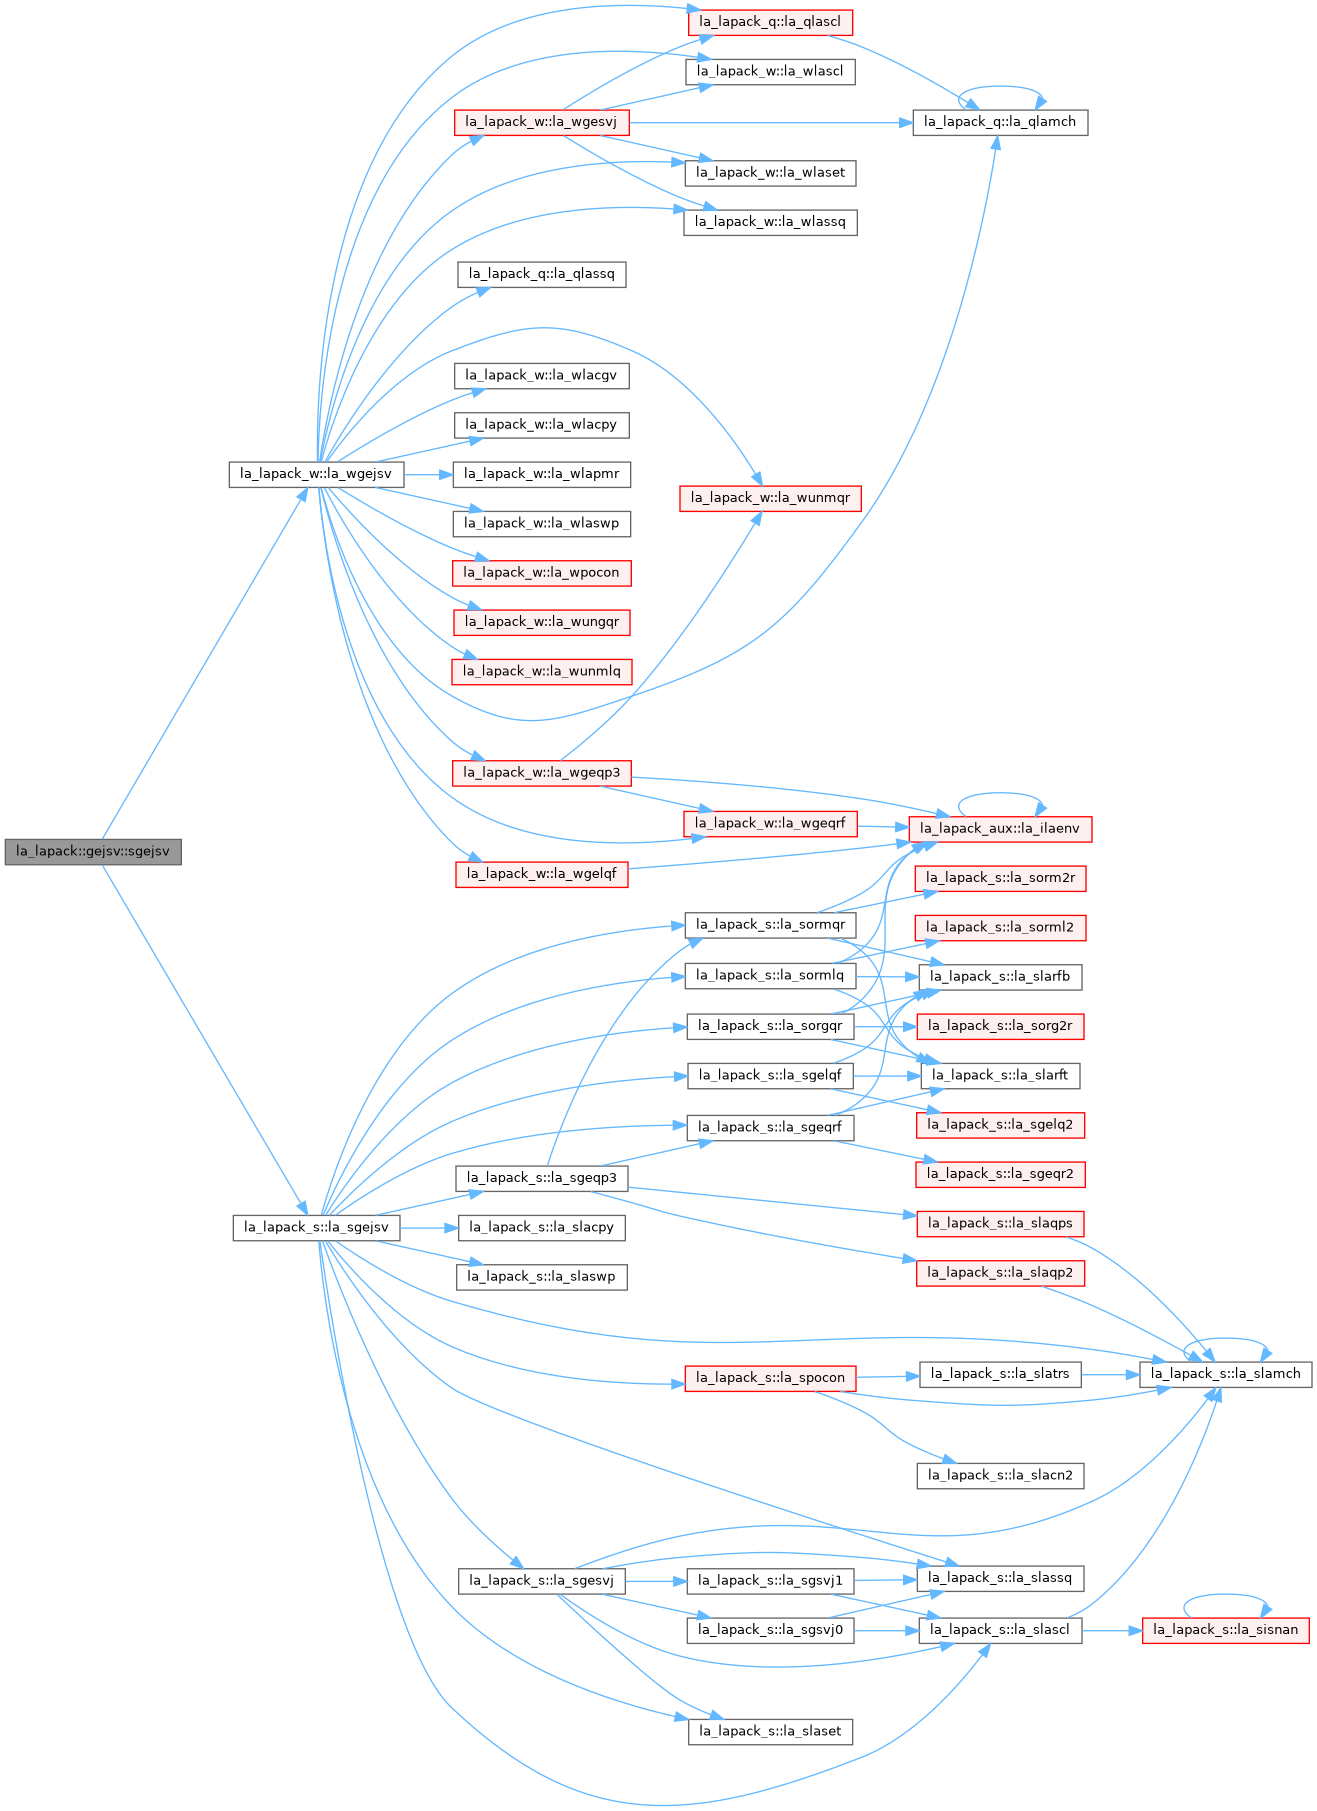 la_lapack_q::la_qlascl
la_lapack_w::la_wlascl
la_lapack_w::la_wgesvj
la_lapack_q::la_qlamch
la_lapack_w::la_wlaset
la_lapack_w::la_wlassq
la_lapack_q::la_qlassq
la_lapack_w::la_wlacgv
la_lapack_w::la_wlacpy
la_lapack_w::la_wgejsv
la_lapack_w::la_wlapmr
la_lapack_w::la_wunmqr
la_lapack_w::la_wlaswp
la_lapack_w::la_wpocon
la_lapack_w::la_wungqr
la_lapack_w::la_wunmlq
la_lapack_w::la_wgeqp3
la_lapack_w::la_wgeqrf
la_lapack_aux::la_ilaenv
la_lapack::gejsv::sgejsv
la_lapack_w::la_wgelqf
la_lapack_s::la_sorm2r
la_lapack_s::la_sormqr
la_lapack_s::la_sorml2
la_lapack_s::la_sormlq
la_lapack_s::la_slarfb
la_lapack_s::la_sorgqr
la_lapack_s::la_sorg2r
la_lapack_s::la_sgelqf
la_lapack_s::la_slarft
la_lapack_s::la_sgeqrf
la_lapack_s::la_sgelq2
la_lapack_s::la_sgeqp3
la_lapack_s::la_sgeqr2
la_lapack_s::la_sgejsv
la_lapack_s::la_slacpy
la_lapack_s::la_slaqps
la_lapack_s::la_slaswp
la_lapack_s::la_slaqp2
la_lapack_s::la_spocon
la_lapack_s::la_slatrs
la_lapack_s::la_slamch
la_lapack_s::la_slacn2
la_lapack_s::la_sgesvj
la_lapack_s::la_sgsvj1
la_lapack_s::la_slassq
la_lapack_s::la_sgsvj0
la_lapack_s::la_slascl
la_lapack_s::la_sisnan
la_lapack_s::la_slaset